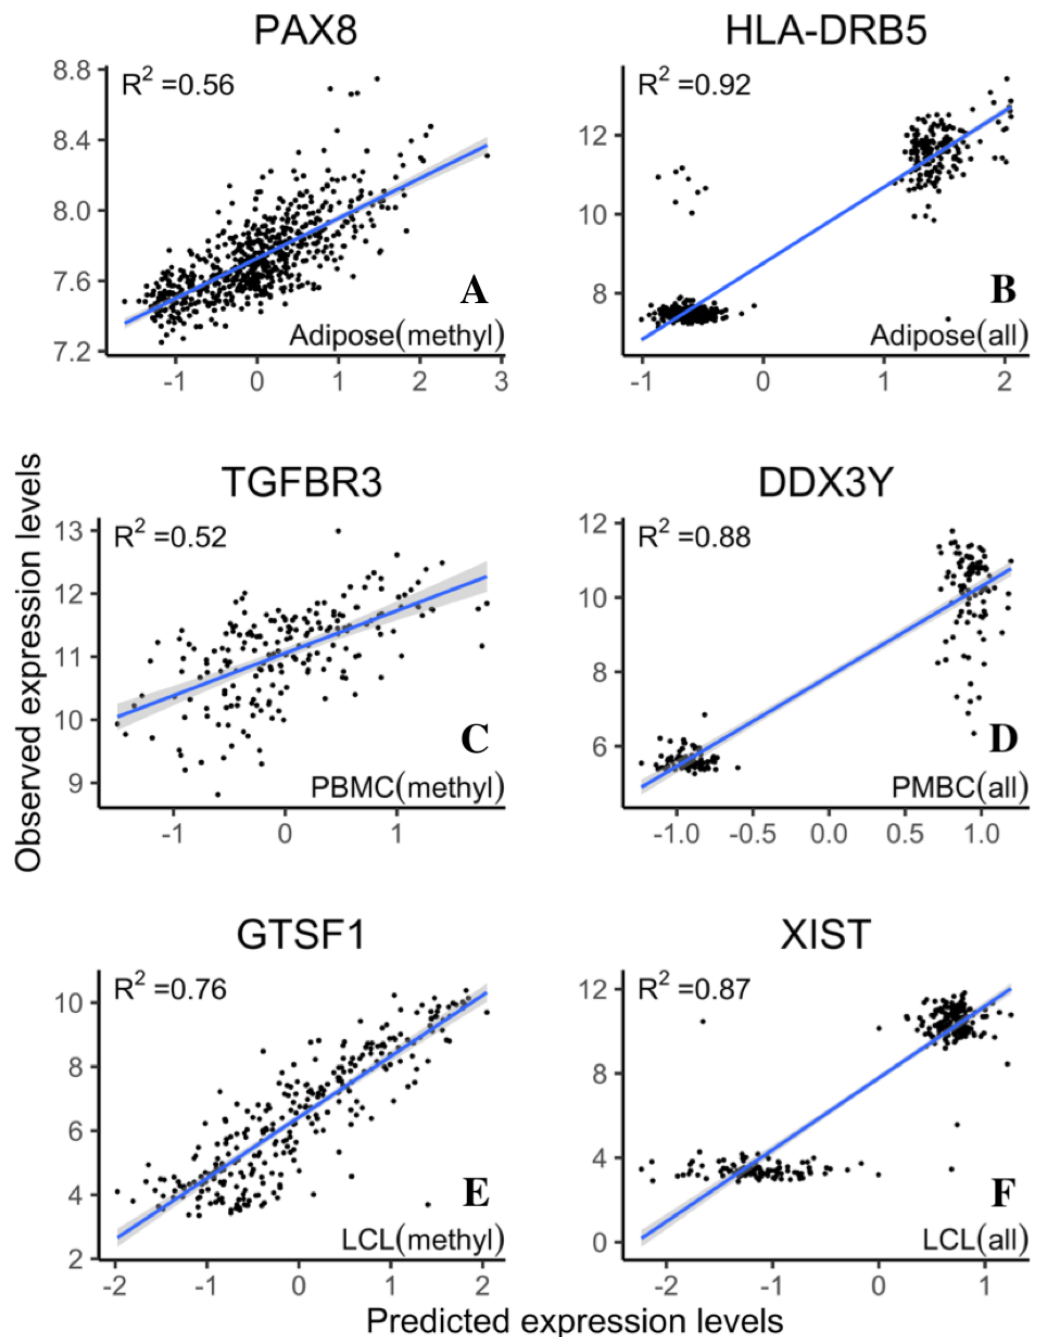 PAX8
HLA-DRB5
R² =0.56
R² =0.92
8.8
8.4
8.0
7.6
7.2
12
10
8
A
B
Adipose(methyl)
Adipose(all)
-1 0 1 2 3
-1 0 1 2
TGFBR3
DDX3Y
R² =0.52
R² =0.88
13
12
11
10
9
12
10
8
6
C
D
PBMC(methyl)
PMBC(all)
-1 0 1
-1.0 -0.5 0.0 0.5 1.0
GTSF1
XIST
R² =0.76
R² =0.87
10
8
6
4
2
12
8
4
0
E
F
LCL(methyl)
LCL(all)
-2 -1 0 1 2
-2 -1 0 1
Observed expression levels
Predicted expression levels